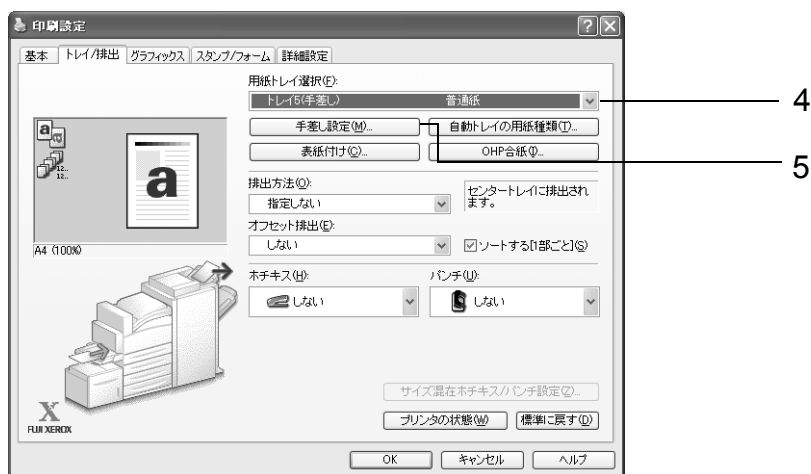 印刷設定
基本 トレイ/排出 グラフィックス スタンプ/フォーム 詳細設定
用紙トレイ選択(F):
トレイ5(手差し) 普通紙
4
手差し設定(M)... 自動トレイの用紙種類(T)...
表紙付け(C)... OHP合紙(I)...
5
a a
12..
12..
a
排出方法(O):
指定しない
センタートレイに排出され
ます。
オフセット排出(E):
しない
ソートする[1部ごと](S)
A4 (100%)
ホチキス(H): パンチ(U):
しない しない
サイズ混在ホチキス/パンチ設定(Z)...
X
FUJI XEROX
プリンタの状態(W) 標準に戻す(D)
OK キャンセル ヘルプ